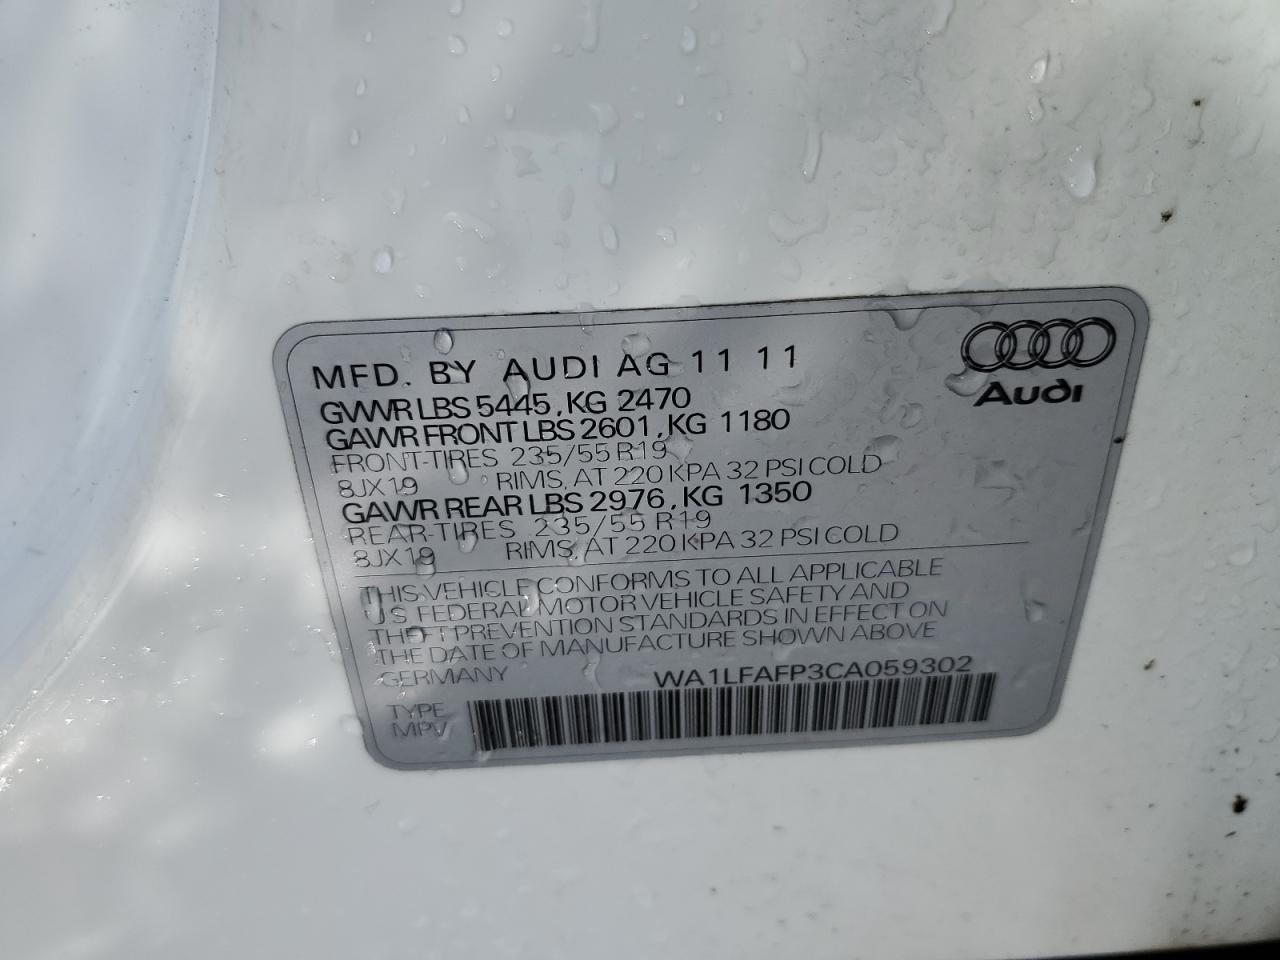 MFD. BY AUDI AG 11 11
Audi
GVWR LBS 5445, KG 2470
GAWR FRONT LBS 2601, KG 1180
FRONT-TIRES 235/55 R19
8JX19 RIMS, AT 220 KPA 32 PSI COLD
GAWR REAR LBS 2976, KG 1350
REAR-TIRES 235/55 R19
8JX19 RIMS, AT 220 KPA 32 PSI COLD
THIS VEHICLE CONFORMS TO ALL APPLICABLE
U.S. FEDERAL MOTOR VEHICLE SAFETY AND
THEFT PREVENTION STANDARDS IN EFFECT ON
THE DATE OF MANUFACTURE SHOWN ABOVE
GERMANY WA1LFAFP3CA059302
TYPE
MPV